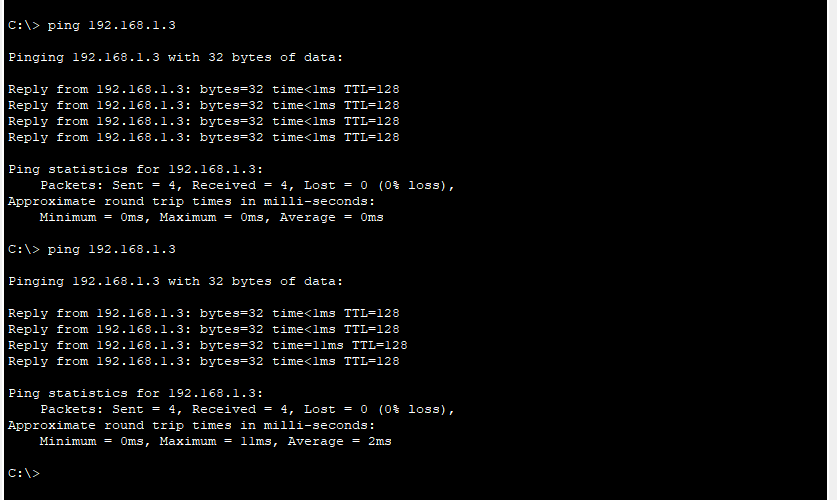 C:\> ping 192.168.1.3
Pinging 192.168.1.3 with 32 bytes of data:
Reply from 192.168.1.3: bytes=32 time<1ms TTL=128
Reply from 192.168.1.3: bytes=32 time<1ms TTL=128
Reply from 192.168.1.3: bytes=32 time<1ms TTL=128
Reply from 192.168.1.3: bytes=32 time<1ms TTL=128
Ping statistics for 192.168.1.3:
    Packets: Sent = 4, Received = 4, Lost = 0 (0% loss),
Approximate round trip times in milli-seconds:
    Minimum = 0ms, Maximum = 0ms, Average = 0ms
C:\> ping 192.168.1.3
Pinging 192.168.1.3 with 32 bytes of data:
Reply from 192.168.1.3: bytes=32 time<1ms TTL=128
Reply from 192.168.1.3: bytes=32 time<1ms TTL=128
Reply from 192.168.1.3: bytes=32 time=11ms TTL=128
Reply from 192.168.1.3: bytes=32 time<1ms TTL=128
Ping statistics for 192.168.1.3:
    Packets: Sent = 4, Received = 4, Lost = 0 (0% loss),
Approximate round trip times in milli-seconds:
    Minimum = 0ms, Maximum = 11ms, Average = 2ms
C:\>